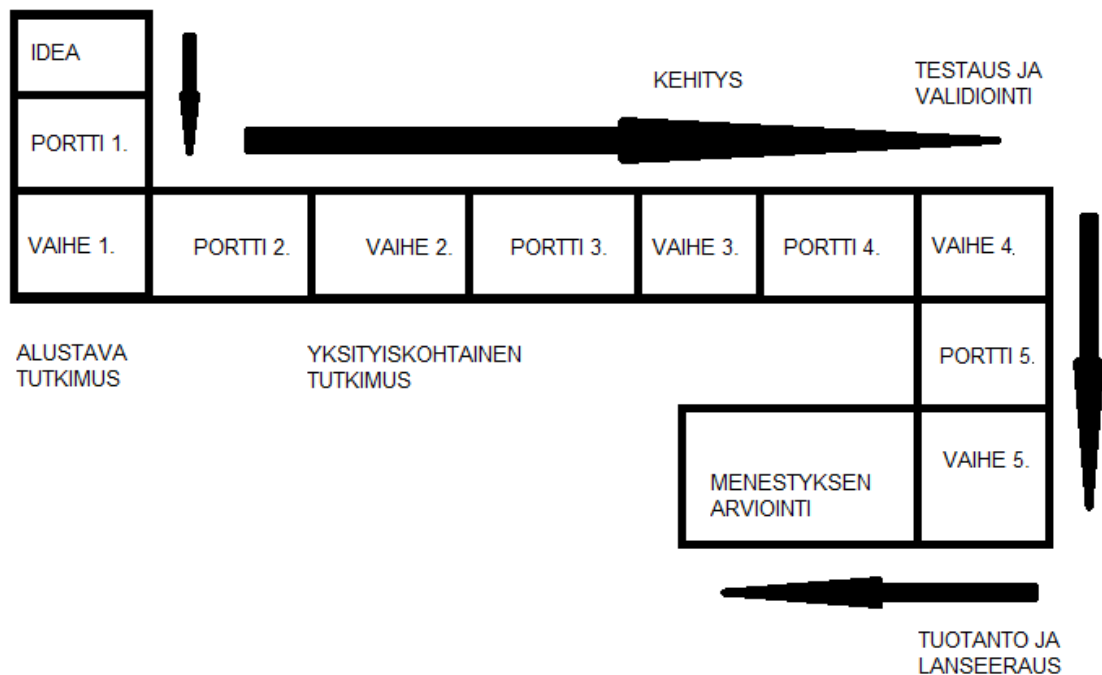 IDEA
KEHITYS
TESTAUS JA
VALIDIOINTI
PORTTI 1.
VAIHE 1.
PORTTI 2.
VAIHE 2.
PORTTI 3.
VAIHE 3.
PORTTI 4.
VAIHE 4.
ALUSTAVA
TUTKIMUS
YKSITYISKOHTAINEN
TUTKIMUS
PORTTI 5.
VAIHE 5.
MENESTYKSEN
ARVIOINTI
TUOTANTO JA
LANSEERAUS